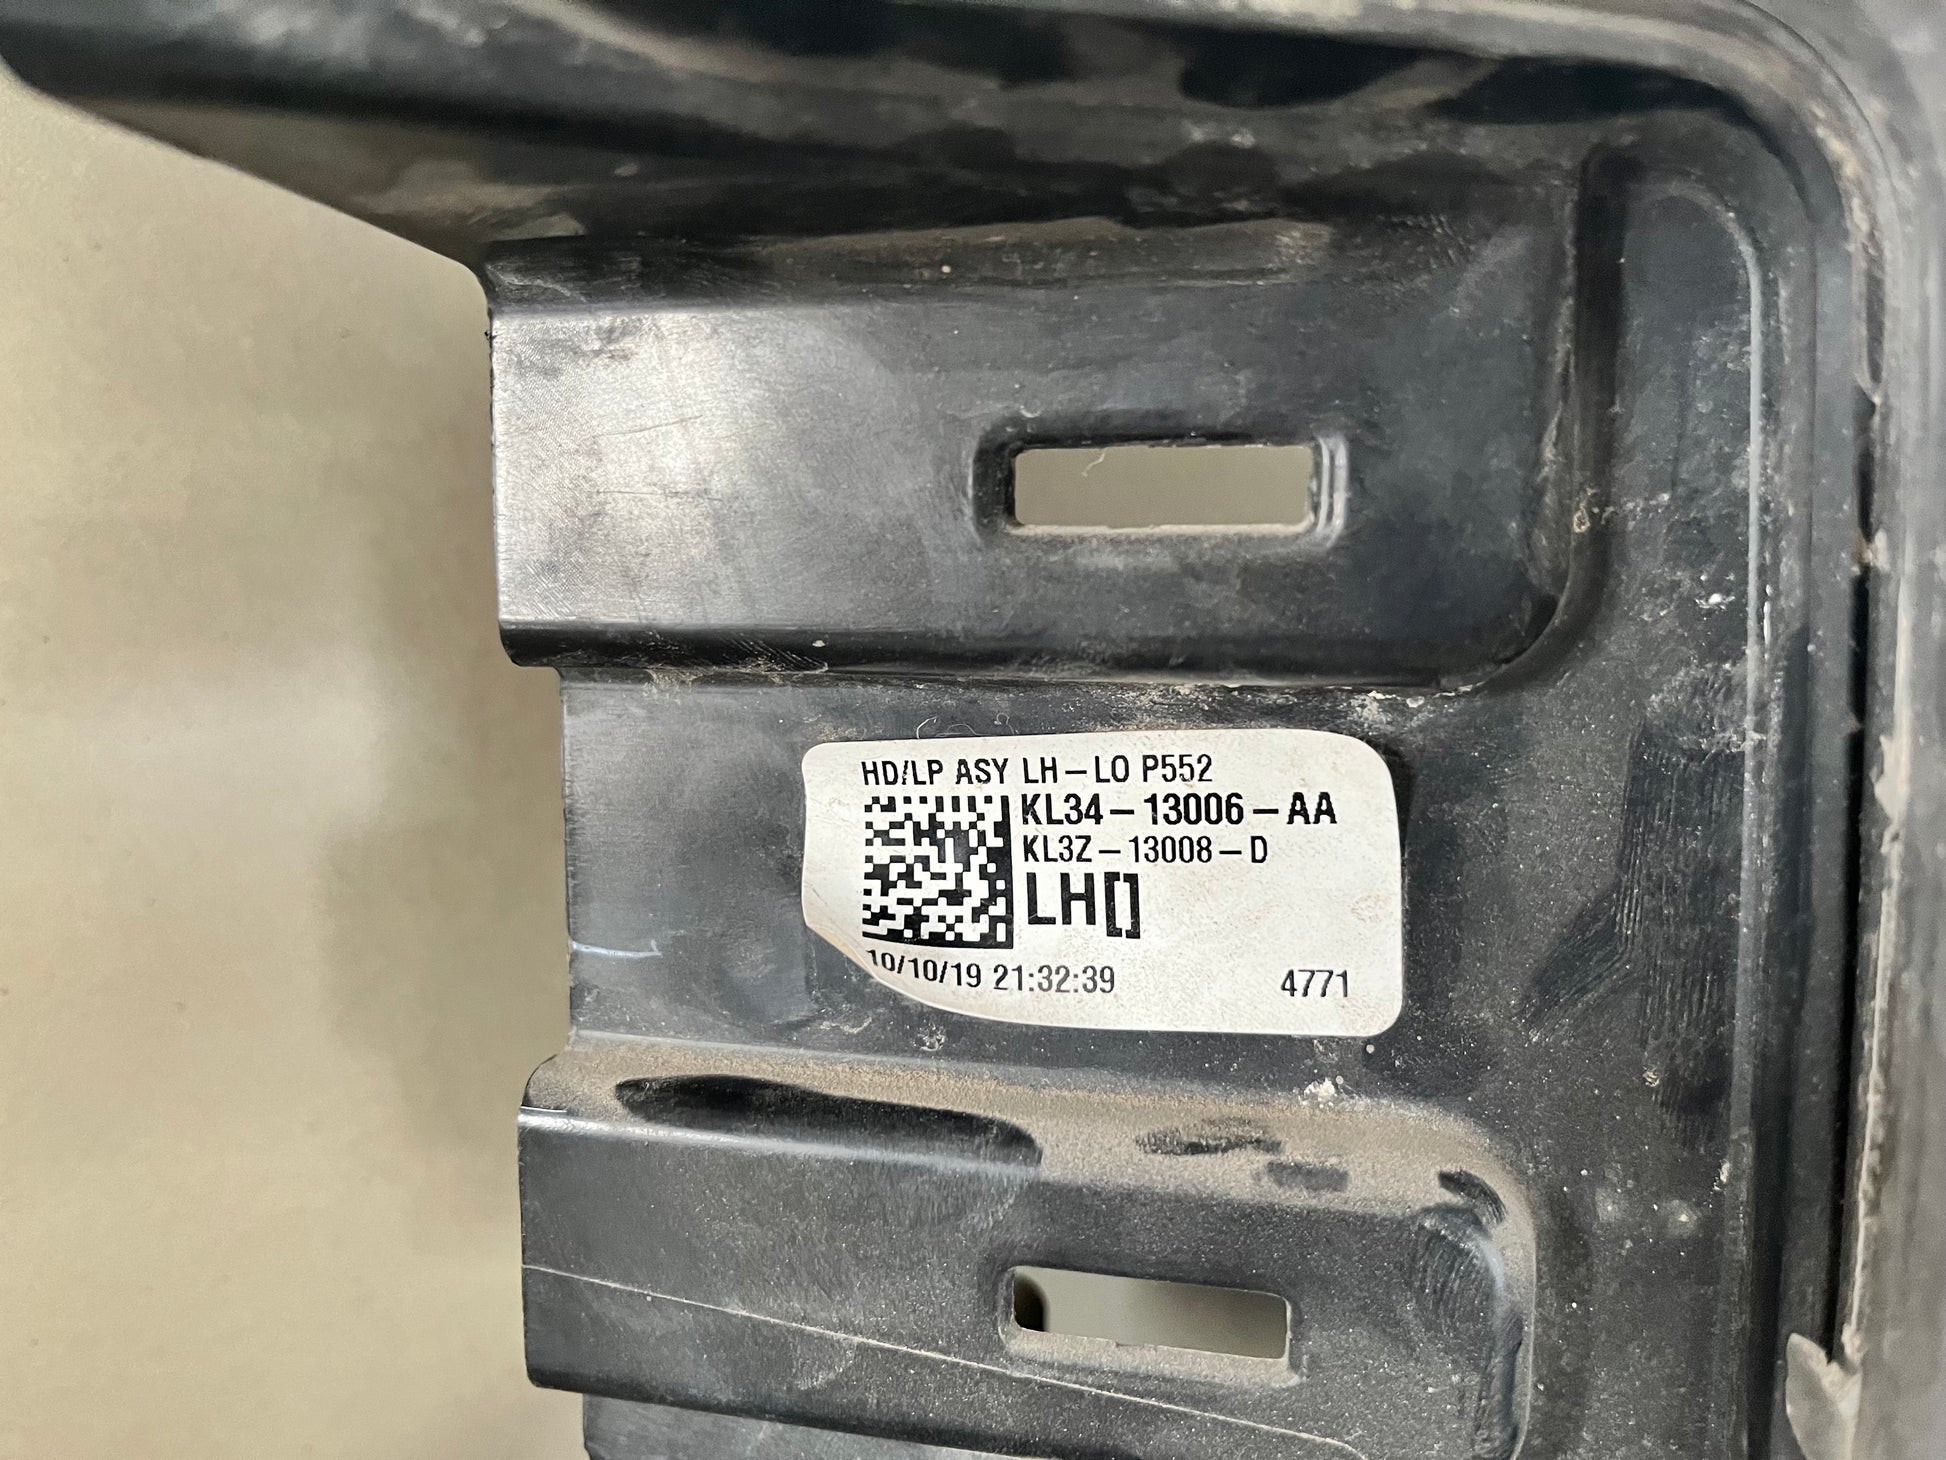 HD/LP ASY LH-LO P552
KL34-13006-AA
KL3Z-13008-D
LH[]
10/10/19 21:32:39 4771